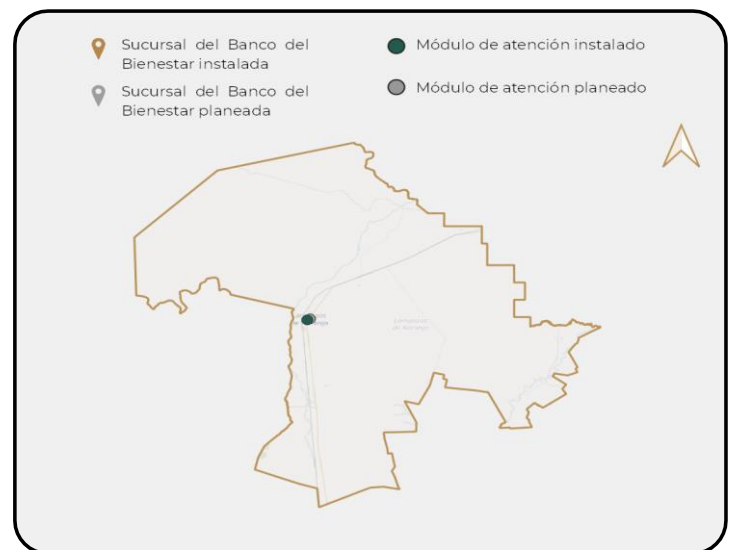 Sucursal del Banco del
Bienestar instalada
Sucursal del Banco del
Bienestar planeada
Módulo de atención instalado
Módulo de atención planeado